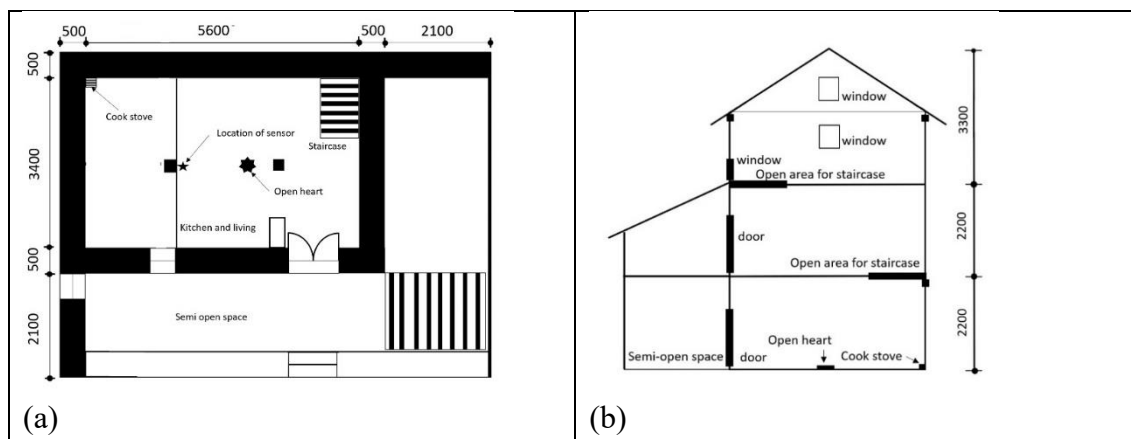 500 5600 500 2100
500
Cook stove
Location of sensor
Staircase
3400
Open heart
Kitchen and living
500
Semi open space
2100
(a)
window
window
3300
window
Open area for staircase
door
2200
Open area for staircase
Open heart
2200
Cook stove
Semi-open space door
(b)